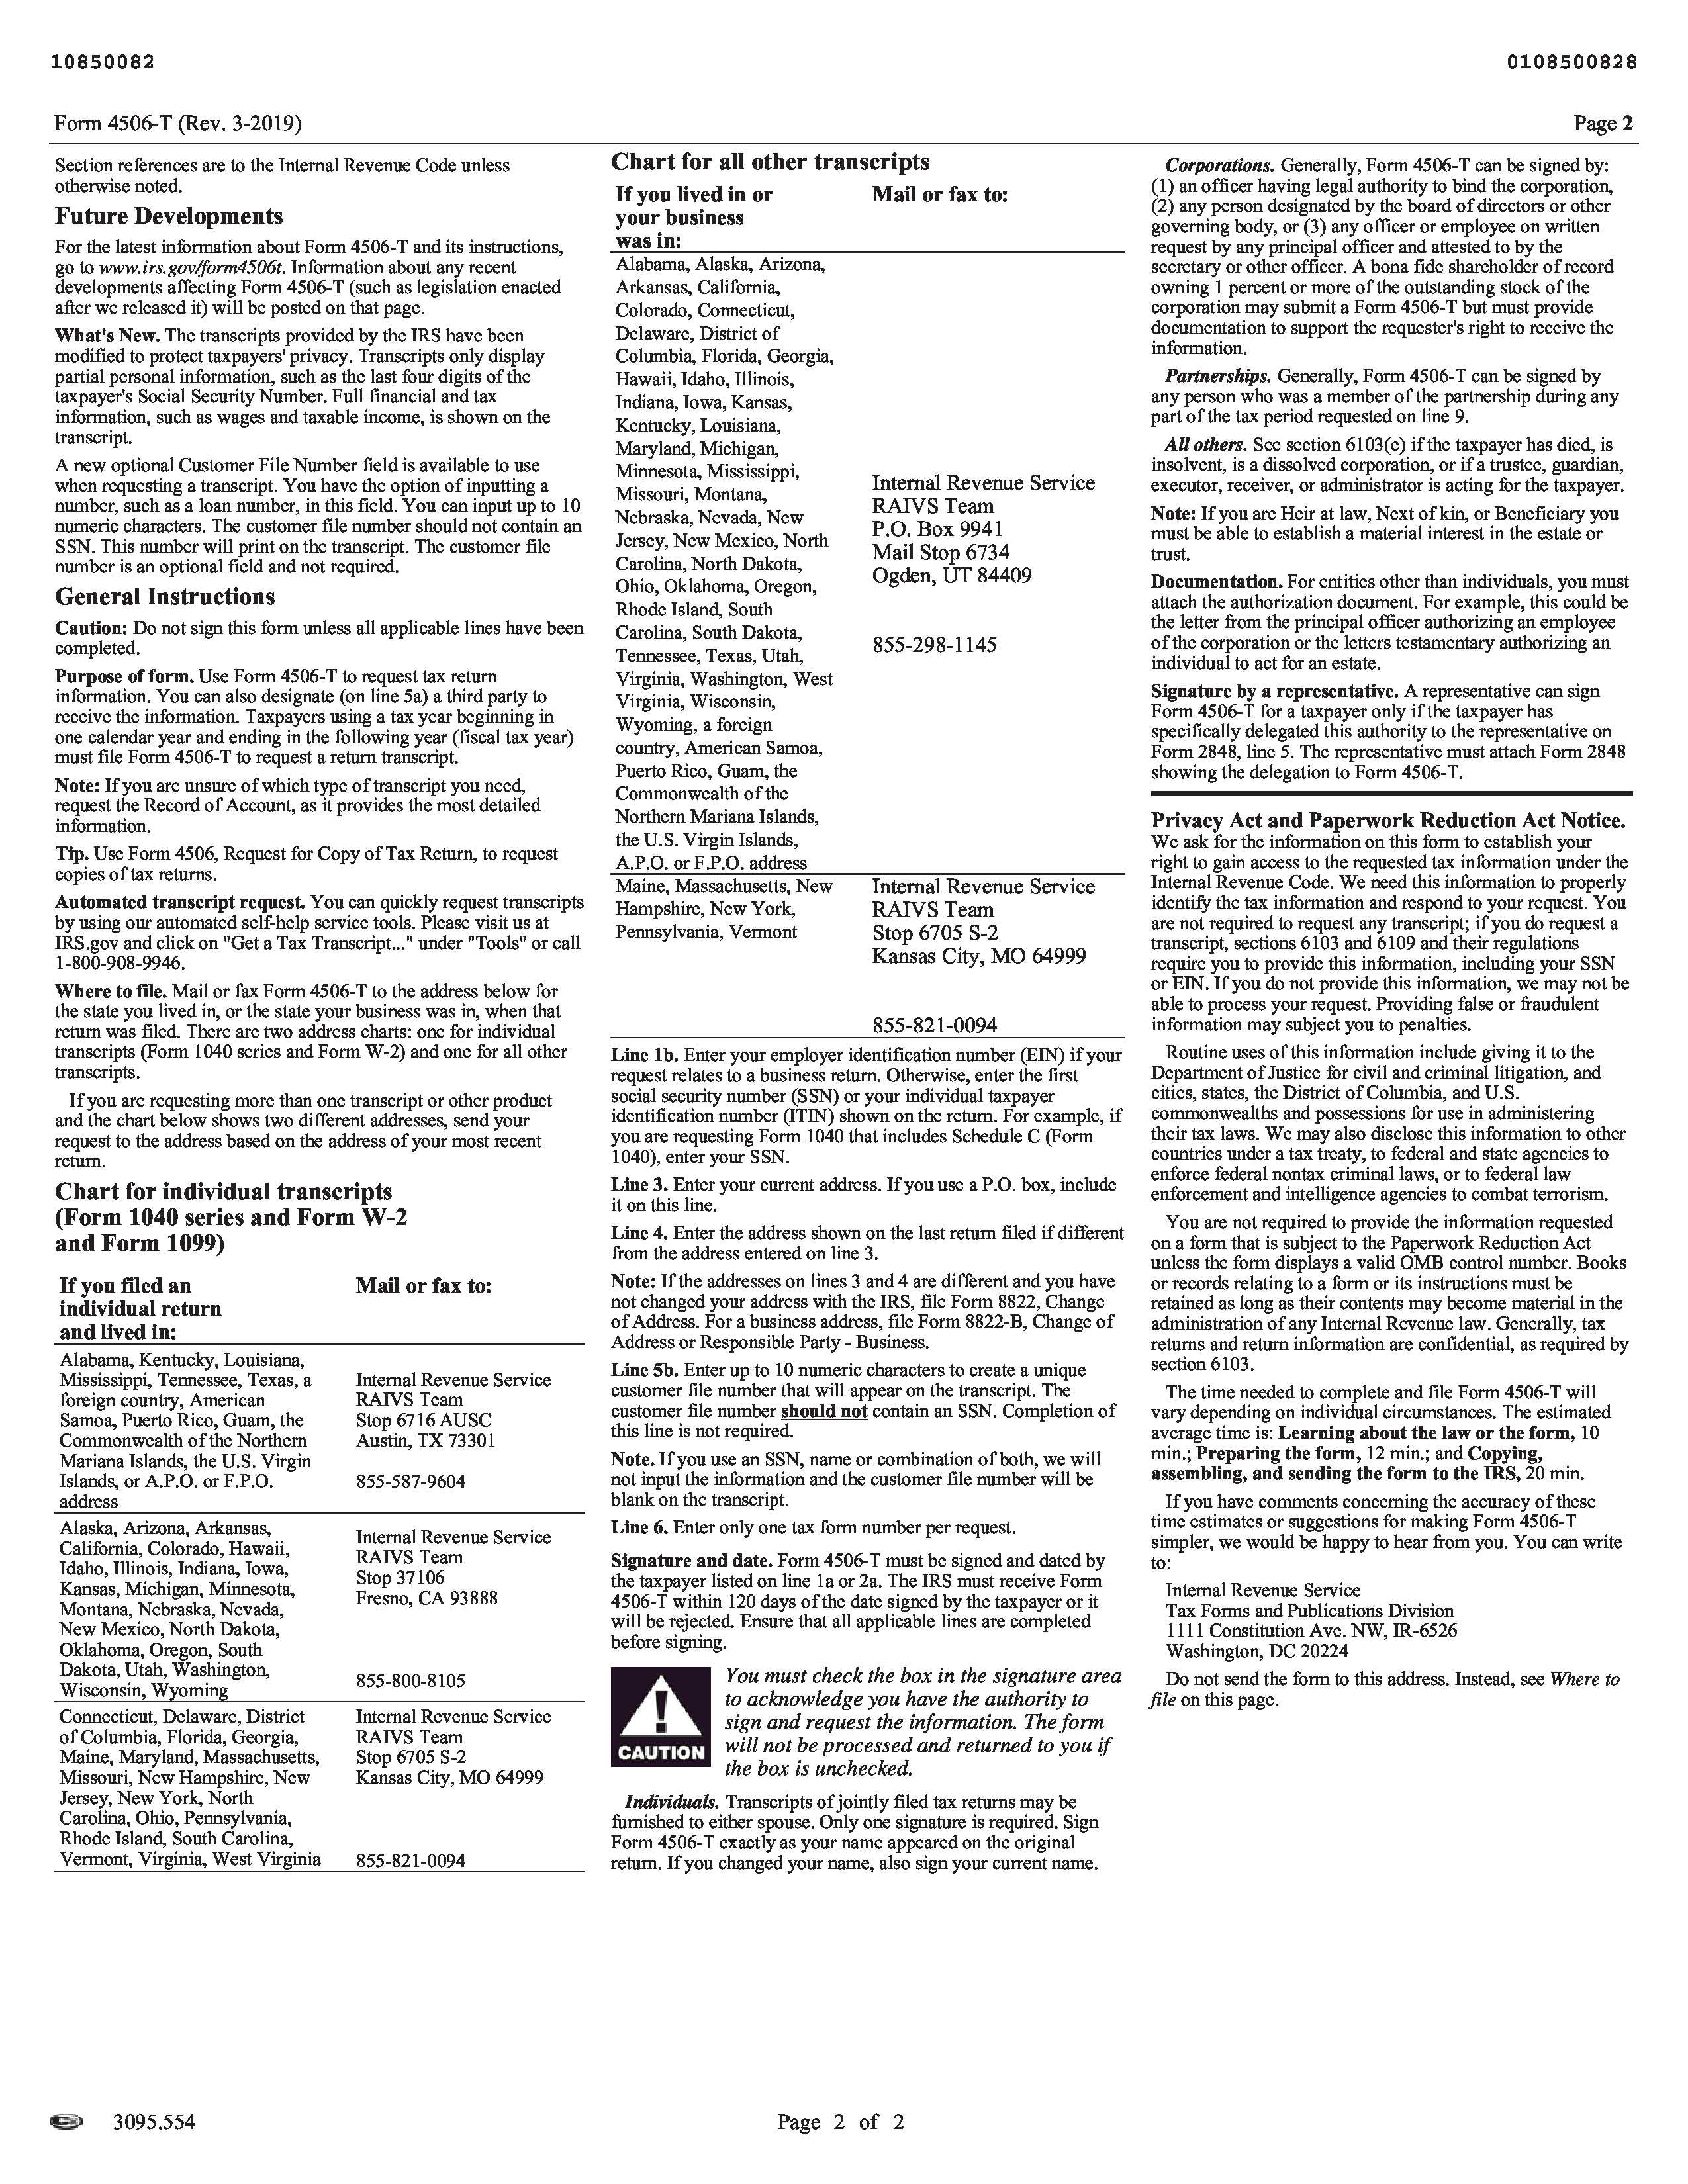 10850082
0108500828
Form 4506-T (Rev. 3-2019)
Page 2
Section references are to the Internal Revenue Code unless
otherwise noted.
Future Developments
For the latest information about Form 4506-T and its instructions,
go to www.irs.gov/form4506t. Information about any recent
developments affecting Form 4506-T (such as legislation enacted
after we released it) will be posted on that page.
What's New. The transcripts provided by the IRS have been
modified to protect taxpayers' privacy. Transcripts only display
partial personal information, such as the last four digits of the
taxpayer's Social Security Number. Full financial and tax
information, such as wages and taxable income, is shown on the
transcript.
A new optional Customer File Number field is available to use
when requesting a transcript. You have the option of inputting a
number, such as a loan number, in this field. You can input up to 10
numeric characters. The customer file number should not contain an
SSN. This number will print on the transcript. The customer file
number is an optional field and not required.
General Instructions
Caution: Do not sign this form unless all applicable lines have been
completed.
Purpose of form. Use Form 4506-T to request tax return
information. You can also designate (on line 5a) a third party to
receive the information. Taxpayers using a tax year beginning in
one calendar year and ending in the following year (fiscal tax year)
must file Form 4506-T to request a return transcript.
Note: If you are unsure of which type of transcript you need,
request the Record of Account, as it provides the most detailed
information.
Tip. Use Form 4506, Request for Copy of Tax Return, to request
copies of tax returns.
Automated transcript request. You can quickly request transcripts
by using our automated self-help service tools. Please visit us at
IRS.gov and click on "Get a Tax Transcript..." under "Tools" or call
1-800-908-9946.
Where to file. Mail or fax Form 4506-T to the address below for
the state you lived in, or the state your business was in, when that
return was filed. There are two address charts: one for individual
transcripts (Form 1040 series and Form W-2) and one for all other
transcripts.
If you are requesting more than one transcript or other product
and the chart below shows two different addresses, send your
request to the address based on the address of your most recent
return.
Chart for individual transcripts
(Form 1040 series and Form W-2
and Form 1099)
If you filed an
individual return
and lived in:
Mail or fax to:
Alabama, Kentucky, Louisiana,
Mississippi, Tennessee, Texas, a
foreign country, American
Samoa, Puerto Rico, Guam, the
Commonwealth of the Northern
Mariana Islands, the U.S. Virgin
Islands, or A.P.O. or F.P.O.
address
Internal Revenue Service
RAIVS Team
Stop 6716 AUSC
Austin, TX 73301
855-587-9604
Alaska, Arizona, Arkansas,
California, Colorado, Hawaii,
Idaho, Illinois, Indiana, Iowa,
Kansas, Michigan, Minnesota,
Montana, Nebraska, Nevada,
New Mexico, North Dakota,
Oklahoma, Oregon, South
Dakota, Utah, Washington,
Wisconsin, Wyoming
Internal Revenue Service
RAIVS Team
Stop 37106
Fresno, CA 93888
855-800-8105
Connecticut, Delaware, District
of Columbia, Florida, Georgia,
Maine, Maryland, Massachusetts,
Missouri, New Hampshire, New
Jersey, New York, North
Carolina, Ohio, Pennsylvania,
Rhode Island, South Carolina,
Vermont, Virginia, West Virginia
Internal Revenue Service
RAIVS Team
Stop 6705 S-2
Kansas City, MO 64999
855-821-0094
Chart for all other transcripts
If you lived in or
your business
was in:
Mail or fax to:
Alabama, Alaska, Arizona,
Arkansas, California,
Colorado, Connecticut,
Delaware, District of
Columbia, Florida, Georgia,
Hawaii, Idaho, Illinois,
Indiana, Iowa, Kansas,
Kentucky, Louisiana,
Maryland, Michigan,
Minnesota, Mississippi,
Missouri, Montana,
Nebraska, Nevada, New
Jersey, New Mexico, North
Carolina, North Dakota,
Ohio, Oklahoma, Oregon,
Rhode Island, South
Carolina, South Dakota,
Tennessee, Texas, Utah,
Virginia, Washington, West
Virginia, Wisconsin,
Wyoming, a foreign
country, American Samoa,
Puerto Rico, Guam, the
Commonwealth of the
Northern Mariana Islands,
the U.S. Virgin Islands,
A.P.O. or F.P.O. address
Internal Revenue Service
RAIVS Team
P.O. Box 9941
Mail Stop 6734
Ogden, UT 84409
855-298-1145
Maine, Massachusetts, New
Hampshire, New York,
Pennsylvania, Vermont
Internal Revenue Service
RAIVS Team
Stop 6705 S-2
Kansas City, MO 64999
855-821-0094
Line 1b. Enter your employer identification number (EIN) if your
request relates to a business return. Otherwise, enter the first
social security number (SSN) or your individual taxpayer
identification number (ITIN) shown on the return. For example, if
you are requesting Form 1040 that includes Schedule C (Form
1040), enter your SSN.
Line 3. Enter your current address. If you use a P.O. box, include
it on this line.
Line 4. Enter the address shown on the last return filed if different
from the address entered on line 3.
Note: If the addresses on lines 3 and 4 are different and you have
not changed your address with the IRS, file Form 8822, Change
of Address. For a business address, file Form 8822-B, Change of
Address or Responsible Party - Business.
Line 5b. Enter up to 10 numeric characters to create a unique
customer file number that will appear on the transcript. The
customer file number should not contain an SSN. Completion of
this line is not required.
Note. If you use an SSN, name or combination of both, we will
not input the information and the customer file number will be
blank on the transcript.
Line 6. Enter only one tax form number per request.
Signature and date. Form 4506-T must be signed and dated by
the taxpayer listed on line 1a or 2a. The IRS must receive Form
4506-T within 120 days of the date signed by the taxpayer or it
will be rejected. Ensure that all applicable lines are completed
before signing.
CAUTION
You must check the box in the signature area
to acknowledge you have the authority to
sign and request the information. The form
will not be processed and returned to you if
the box is unchecked.
Individuals. Transcripts of jointly filed tax returns may be
furnished to either spouse. Only one signature is required. Sign
Form 4506-T exactly as your name appeared on the original
return. If you changed your name, also sign your current name.
Corporations. Generally, Form 4506-T can be signed by:
(1) an officer having legal authority to bind the corporation,
(2) any person designated by the board of directors or other
governing body, or (3) any officer or employee on written
request by any principal officer and attested to by the
secretary or other officer. A bona fide shareholder of record
owning 1 percent or more of the outstanding stock of the
corporation may submit a Form 4506-T but must provide
documentation to support the requester's right to receive the
information.
Partnerships. Generally, Form 4506-T can be signed by
any person who was a member of the partnership during any
part of the tax period requested on line 9.
All others. See section 6103(e) if the taxpayer has died, is
insolvent, is a dissolved corporation, or if a trustee, guardian,
executor, receiver, or administrator is acting for the taxpayer.
Note: If you are Heir at law, Next of kin, or Beneficiary you
must be able to establish a material interest in the estate or
trust.
Documentation. For entities other than individuals, you must
attach the authorization document. For example, this could be
the letter from the principal officer authorizing an employee
of the corporation or the letters testamentary authorizing an
individual to act for an estate.
Signature by a representative. A representative can sign
Form 4506-T for a taxpayer only if the taxpayer has
specifically delegated this authority to the representative on
Form 2848, line 5. The representative must attach Form 2848
showing the delegation to Form 4506-T.
Privacy Act and Paperwork Reduction Act Notice.
We ask for the information on this form to establish your
right to gain access to the requested tax information under the
Internal Revenue Code. We need this information to properly
identify the tax information and respond to your request. You
are not required to request any transcript; if you do request a
transcript, sections 6103 and 6109 and their regulations
require you to provide this information, including your SSN
or EIN. If you do not provide this information, we may not be
able to process your request. Providing false or fraudulent
information may subject you to penalties.
Routine uses of this information include giving it to the
Department of Justice for civil and criminal litigation, and
cities, states, the District of Columbia, and U.S.
commonwealths and possessions for use in administering
their tax laws. We may also disclose this information to other
countries under a tax treaty, to federal and state agencies to
enforce federal nontax criminal laws, or to federal law
enforcement and intelligence agencies to combat terrorism.
You are not required to provide the information requested
on a form that is subject to the Paperwork Reduction Act
unless the form displays a valid OMB control number. Books
or records relating to a form or its instructions must be
retained as long as their contents may become material in the
administration of any Internal Revenue law. Generally, tax
returns and return information are confidential, as required by
section 6103.
The time needed to complete and file Form 4506-T will
vary depending on individual circumstances. The estimated
average time is: Learning about the law or the form, 10
min.; Preparing the form, 12 min.; and Copying,
assembling, and sending the form to the IRS, 20 min.
If you have comments concerning the accuracy of these
time estimates or suggestions for making Form 4506-T
simpler, we would be happy to hear from you. You can write
to:
Internal Revenue Service
Tax Forms and Publications Division
1111 Constitution Ave. NW, IR-6526
Washington, DC 20224
Do not send the form to this address. Instead, see Where to
file on this page.
3095.554
Page 2 of 2